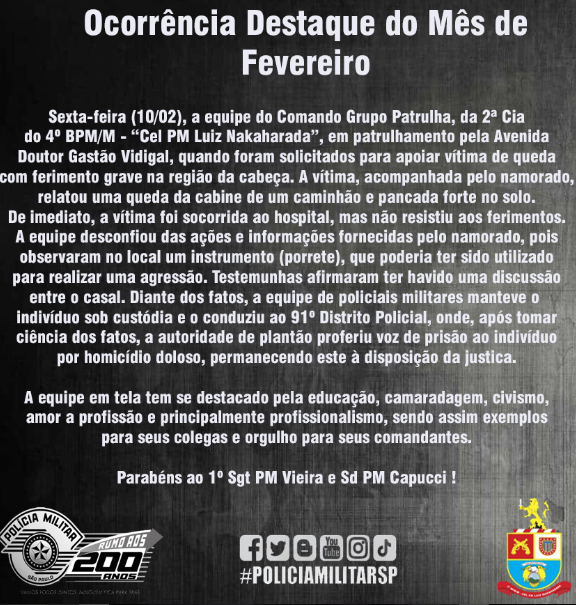 Ocorrência Destaque do Mês de
Fevereiro
Sexta-feira (10/02), a equipe do Comando Grupo Patrulha, da 2ª Cia
do 4º BPM/M - “Cel PM Luiz Nakaharada”, em patrulhamento pela Avenida
Doutor Gastão Vidigal, quando foram solicitados para apoiar vítima de queda
com ferimento grave na região da cabeça. A vítima, acompanhada pelo namorado,
relatou uma queda da cabine de um caminhão e pancada forte no solo.
De imediato, a vítima foi socorrida ao hospital, mas não resistiu aos ferimentos.
A equipe desconfiou das ações e informações fornecidas pelo namorado, pois
observaram no local um instrumento (porrete), que poderia ter sido utilizado
para realizar uma agressão. Testemunhas afirmaram ter havido uma discussão
entre o casal. Diante dos fatos, a equipe de policiais militares manteve o
indivíduo sob custódia e o conduziu ao 91º Distrito Policial, onde, após tomar
ciência dos fatos, a autoridade de plantão proferiu voz de prisão ao indivíduo
por homicídio doloso, permanecendo este à disposição da justica.
A equipe em tela tem se destacado pela educação, camaradagem, civismo,
amor a profissão e principalmente profissionalismo, sendo assim exemplos
para seus colegas e orgulho para seus comandantes.
Parabéns ao 1º Sgt PM Vieira e Sd PM Capucci !
POLÍCIA MILITAR
SÃO PAULO
RUMO AOS
200
ANOS
You
Tube
#POLICIAMILITARSP